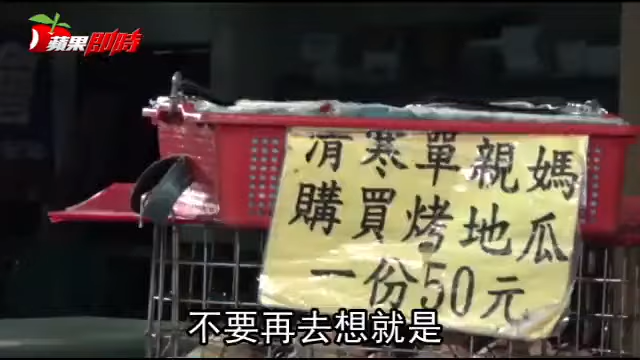 蘋果即時
清寒單親媽
購買烤地瓜
一份50元
不要再去想就是